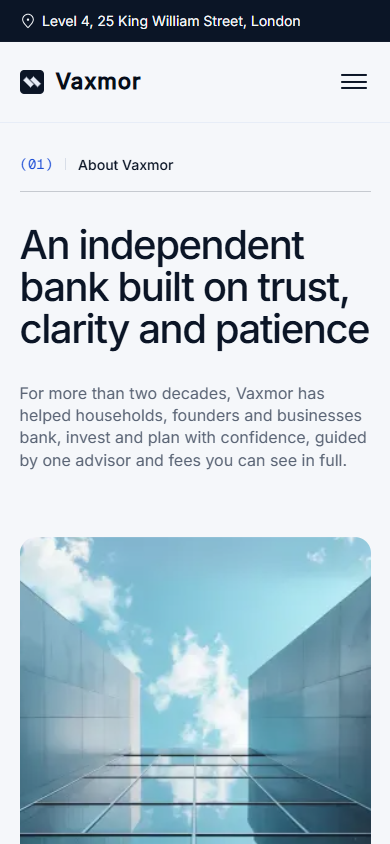 Level 4, 25 King William Street, London
Vaxmor
(01)
About Vaxmor
An independent
bank built on trust,
clarity and patience
For more than two decades, Vaxmor has
helped households, founders and businesses
bank, invest and plan with confidence, guided
by one advisor and fees you can see in full.